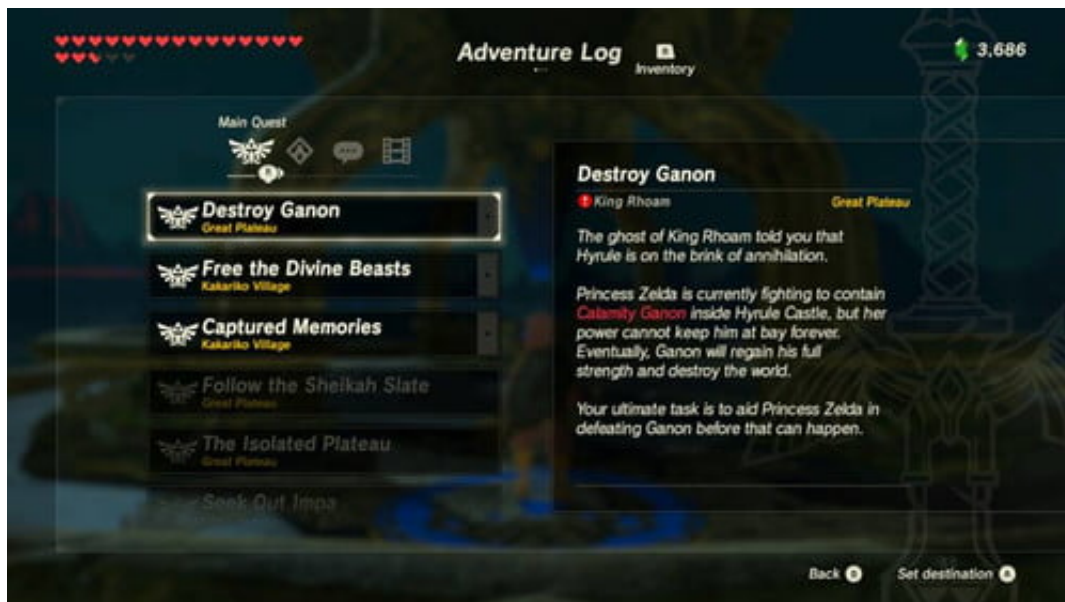 Adventure Log
Inventory
3,686
Main Quest
Destroy Ganon
Great Plateau
Free the Divine Beasts
Kakariko Village
Captured Memories
Kakariko Village
Follow the Sheikah Slate
Great Plateau
The Isolated Plateau
Great Plateau
Seek Out Impa
Destroy Ganon
King Rhoam
Great Plateau
The ghost of King Rhoam told you that
Hyrule is on the brink of annihilation.
Princess Zelda is currently fighting to contain
Calamity Ganon inside Hyrule Castle, but her
power cannot keep him at bay forever.
Eventually, Ganon will regain his full
strength and destroy the world.
Your ultimate task is to aid Princess Zelda in
defeating Ganon before that can happen.
Back B
Set destination A